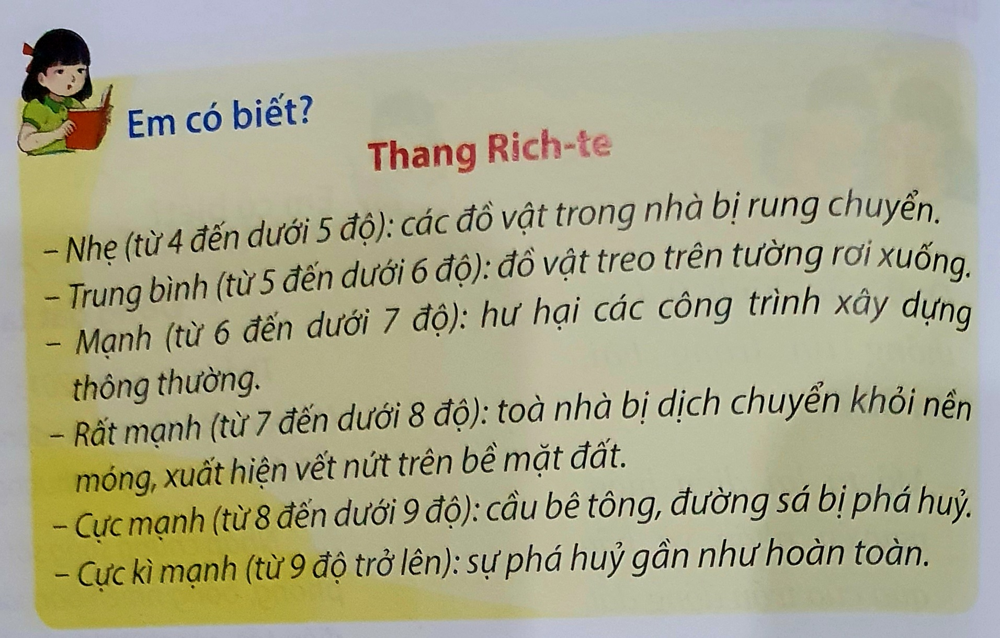 Em có biết?
Thang Rich-te
– Nhẹ (từ 4 đến dưới 5 độ): các đồ vật trong nhà bị rung chuyển.
– Trung bình (từ 5 đến dưới 6 độ): đồ vật treo trên tường rơi xuống.
– Mạnh (từ 6 đến dưới 7 độ): hư hại các công trình xây dựng
thông thường.
– Rất mạnh (từ 7 đến dưới 8 độ): toà nhà bị dịch chuyển khỏi nền
móng, xuất hiện vết nứt trên bề mặt đất.
– Cực mạnh (từ 8 đến dưới 9 độ): cầu bê tông, đường sá bị phá huỷ.
– Cực kì mạnh (từ 9 độ trở lên): sự phá huỷ gần như hoàn toàn.